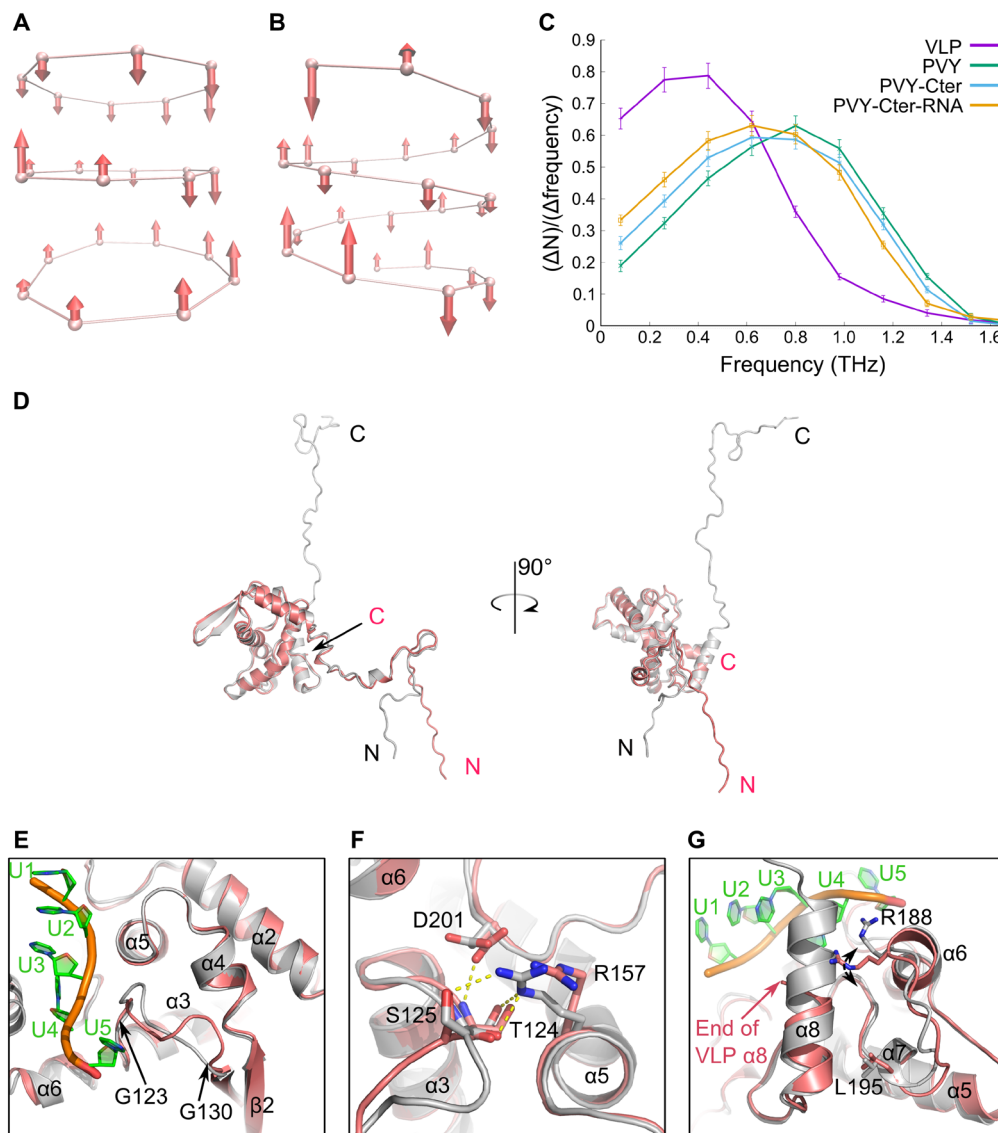 A
B
C
0.9
0.8
0.7
0.6
0.5
0.4
0.3
0.2
0.1
0
(ΔN)/(Δfrequency)
VLP
PVY
PVY-Cter
PVY-Cter-RNA
0.0 0.2 0.4 0.6 0.8 1.0 1.2 1.4 1.6
Frequency (THz)
D
C
C
N
N
90°
C
C
N
N
E
U1
U2
U3
U4
U5
α5
α2
α4
α3
α6
G123
G130
β2
F
α6
D201
R157
S125
T124
α3
α5
G
U1
U2
U3
U4
U5
R188
α6
End of
VLP α8
α8
α7
L195
α5